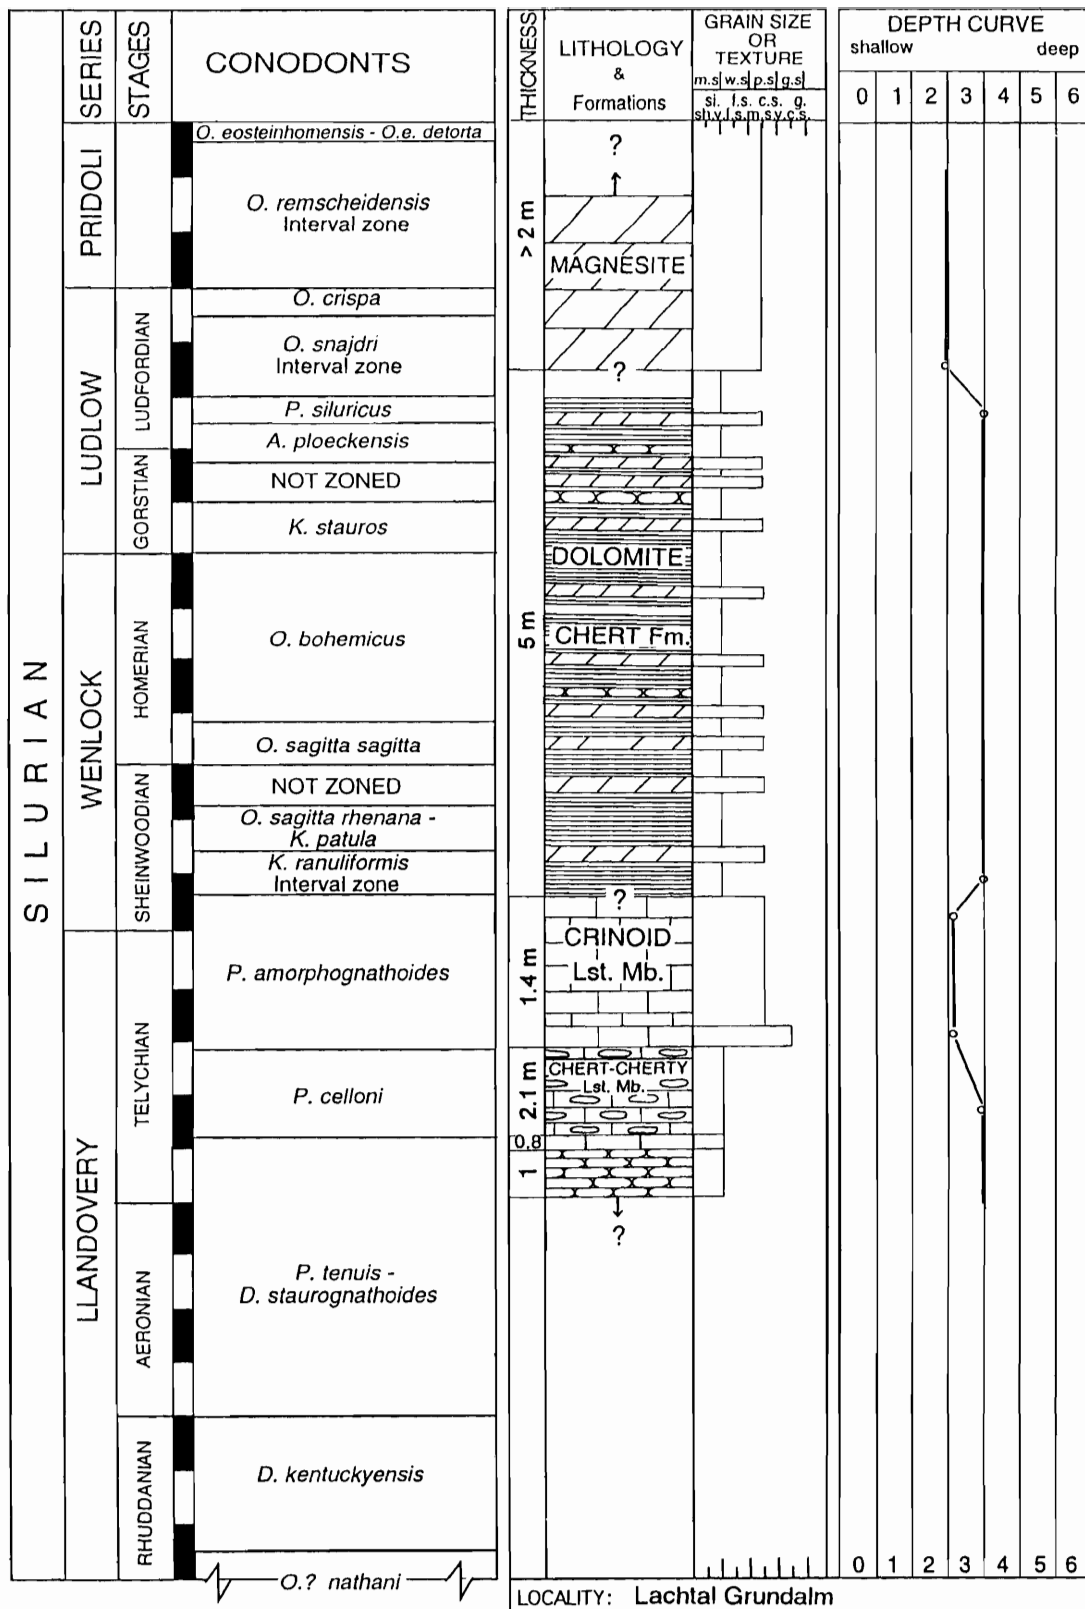 SERIES
STAGES
CONODONTS
THICKNESS
LITHOLOGY
&
Formations
GRAIN SIZE
OR
TEXTURE
m.s w.s p.s g.s
si. f.s. c.s. g.
DEPTH CURVE
shallow deep
0 1 2 3 4 5 6
SILURIAN
PRIDOLI
LUDLOW
WENLOCK
LLANDOVERY
LUDFORDIAN
GORSTIAN
HOMERIAN
SHEINWOODIAN
TELYCHIAN
AERONIAN
RHUDDANIAN
O. eosteinhornensis - O.e. detorta
O. remscheidensis
Interval zone
O. crispa
O. snajdri
Interval zone
P. siluricus
A. ploeckensis
NOT ZONED
K. stauros
O. bohemicus
O. sagitta sagitta
NOT ZONED
O. sagitta rhenana -
K. patula
K. ranuliformis
Interval zone
P. amorphognathoides
P. celloni
P. tenuis -
D. staurognathoides
D. kentuckyensis
O.? nathani
> 2 m
5 m
1.4 m
2.1 m
0,8
1
?
MAGNESITE
?
DOLOMITE
CHERT Fm.
?
CRINOID
Lst. Mb.
CHERT-CHERTY
Lst. Mb.
?
0 1 2 3 4 5 6
LOCALITY: Lachtal Grundalm